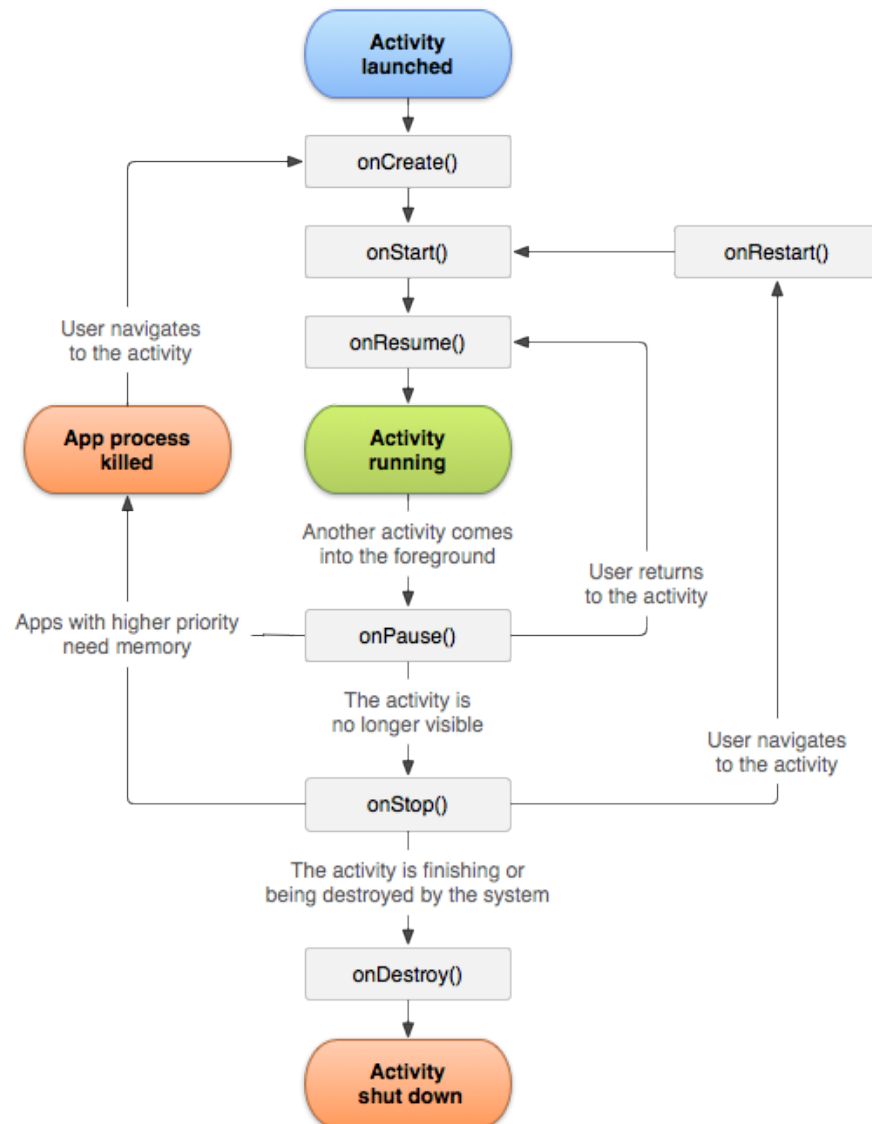 Activity
launched
onCreate()
onStart()
onRestart()
User navigates
to the activity
onResume()
App process
killed
Activity
running
Another activity comes
into the foreground
User returns
to the activity
Apps with higher priority
need memory
onPause()
The activity is
no longer visible
User navigates
to the activity
onStop()
The activity is finishing or
being destroyed by the system
onDestroy()
Activity
shut down